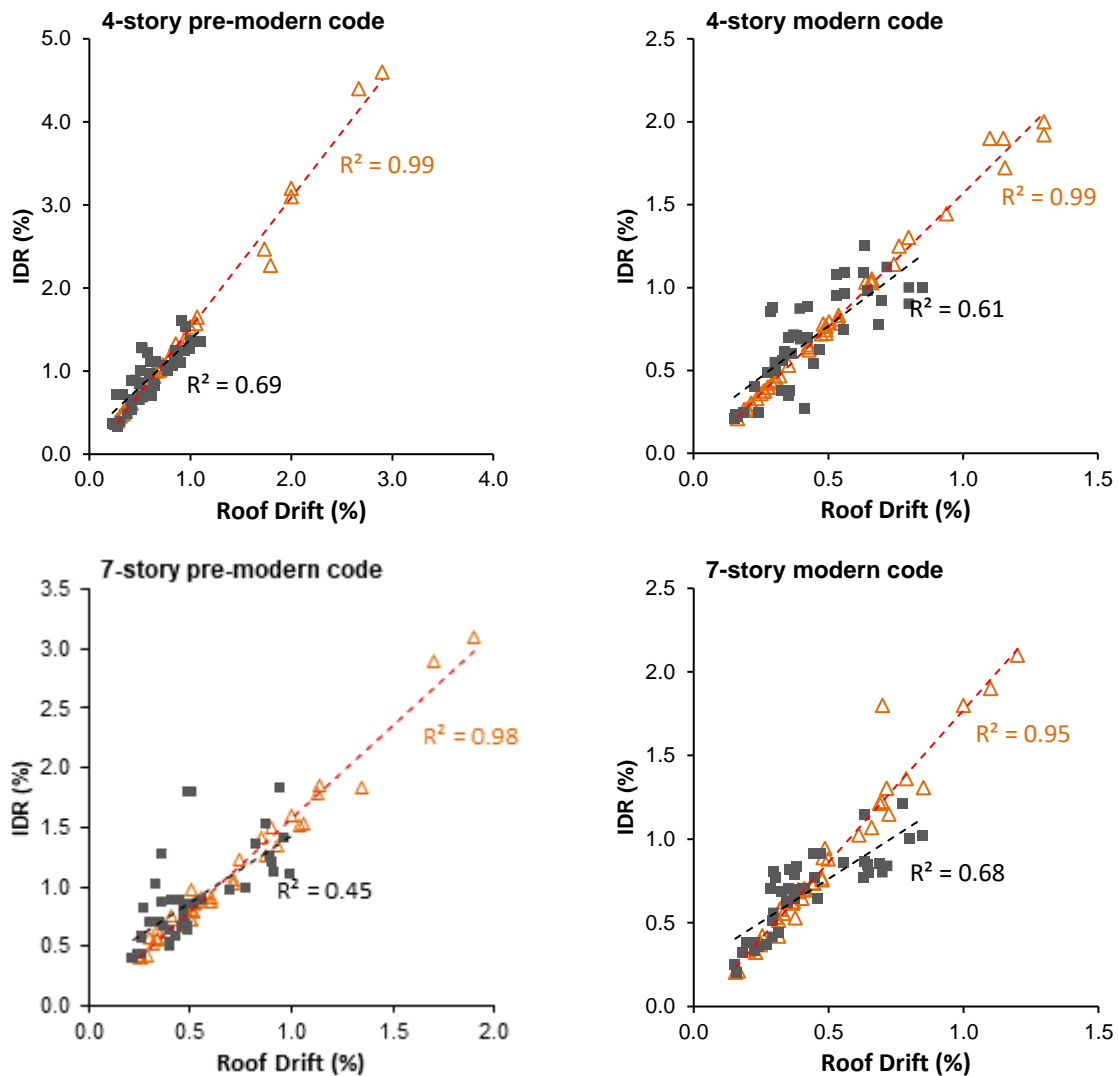 4-story pre-modern code
5.0
4.0
3.0
2.0
1.0
0.0
IDR (%)
R² = 0.99
R² = 0.69
0.0 1.0 2.0 3.0 4.0
Roof Drift (%)
4-story modern code
2.5
2.0
1.5
1.0
0.5
0.0
IDR (%)
R² = 0.99
R² = 0.61
0.0 0.5 1.0 1.5
Roof Drift (%)
7-story pre-modern code
3.5
3.0
2.5
2.0
1.5
1.0
0.5
0.0
IDR (%)
R² = 0.98
R² = 0.45
0.0 0.5 1.0 1.5 2.0
Roof Drift (%)
7-story modern code
2.5
2.0
1.5
1.0
0.5
0.0
IDR (%)
R² = 0.95
R² = 0.68
0.0 0.5 1.0 1.5
Roof Drift (%)